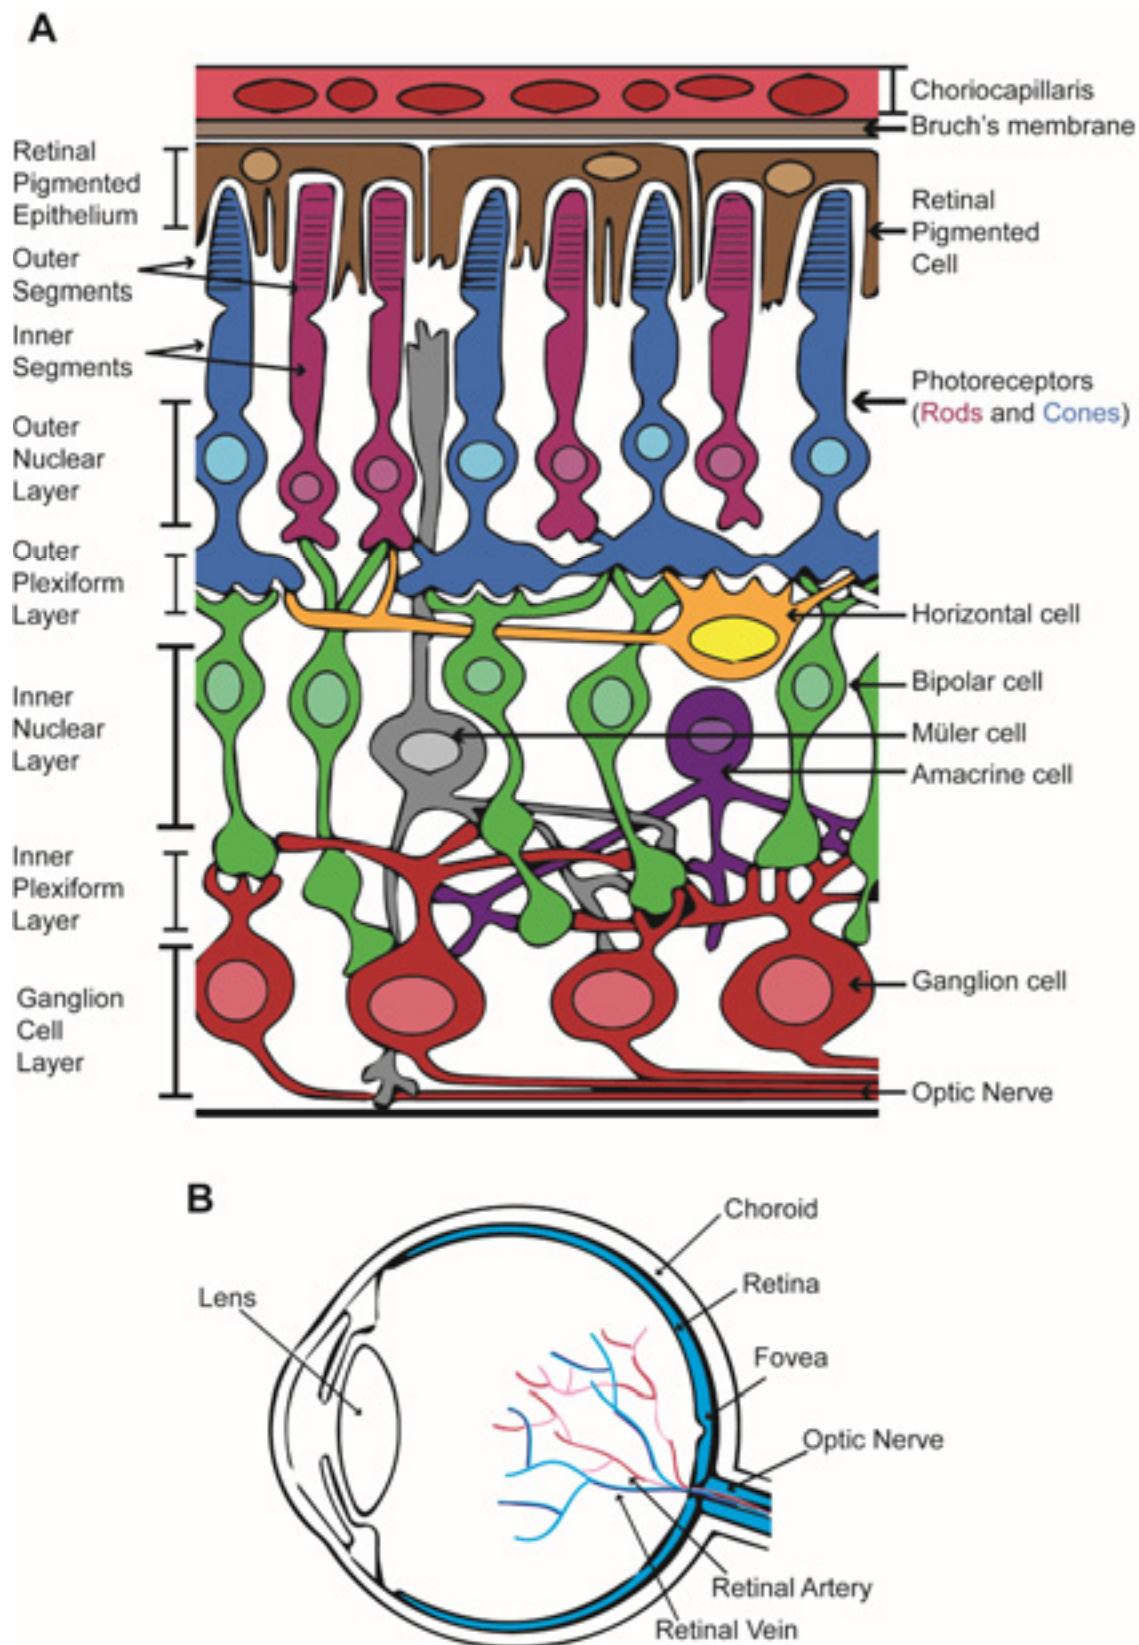 A
Choriocapillaris
Bruch's membrane
Retinal
Pigmented
Epithelium
Retinal
Pigmented
Cell
Outer
Segments
Inner
Segments
Photoreceptors
(Rods and Cones)
Outer
Nuclear
Layer
Outer
Plexiform
Layer
Horizontal cell
Inner
Nuclear
Layer
Bipolar cell
Müler cell
Amacrine cell
Inner
Plexiform
Layer
Ganglion cell
Ganglion
Cell
Layer
Optic Nerve
B
Choroid
Lens
Retina
Fovea
Optic Nerve
Retinal Artery
Retinal Vein